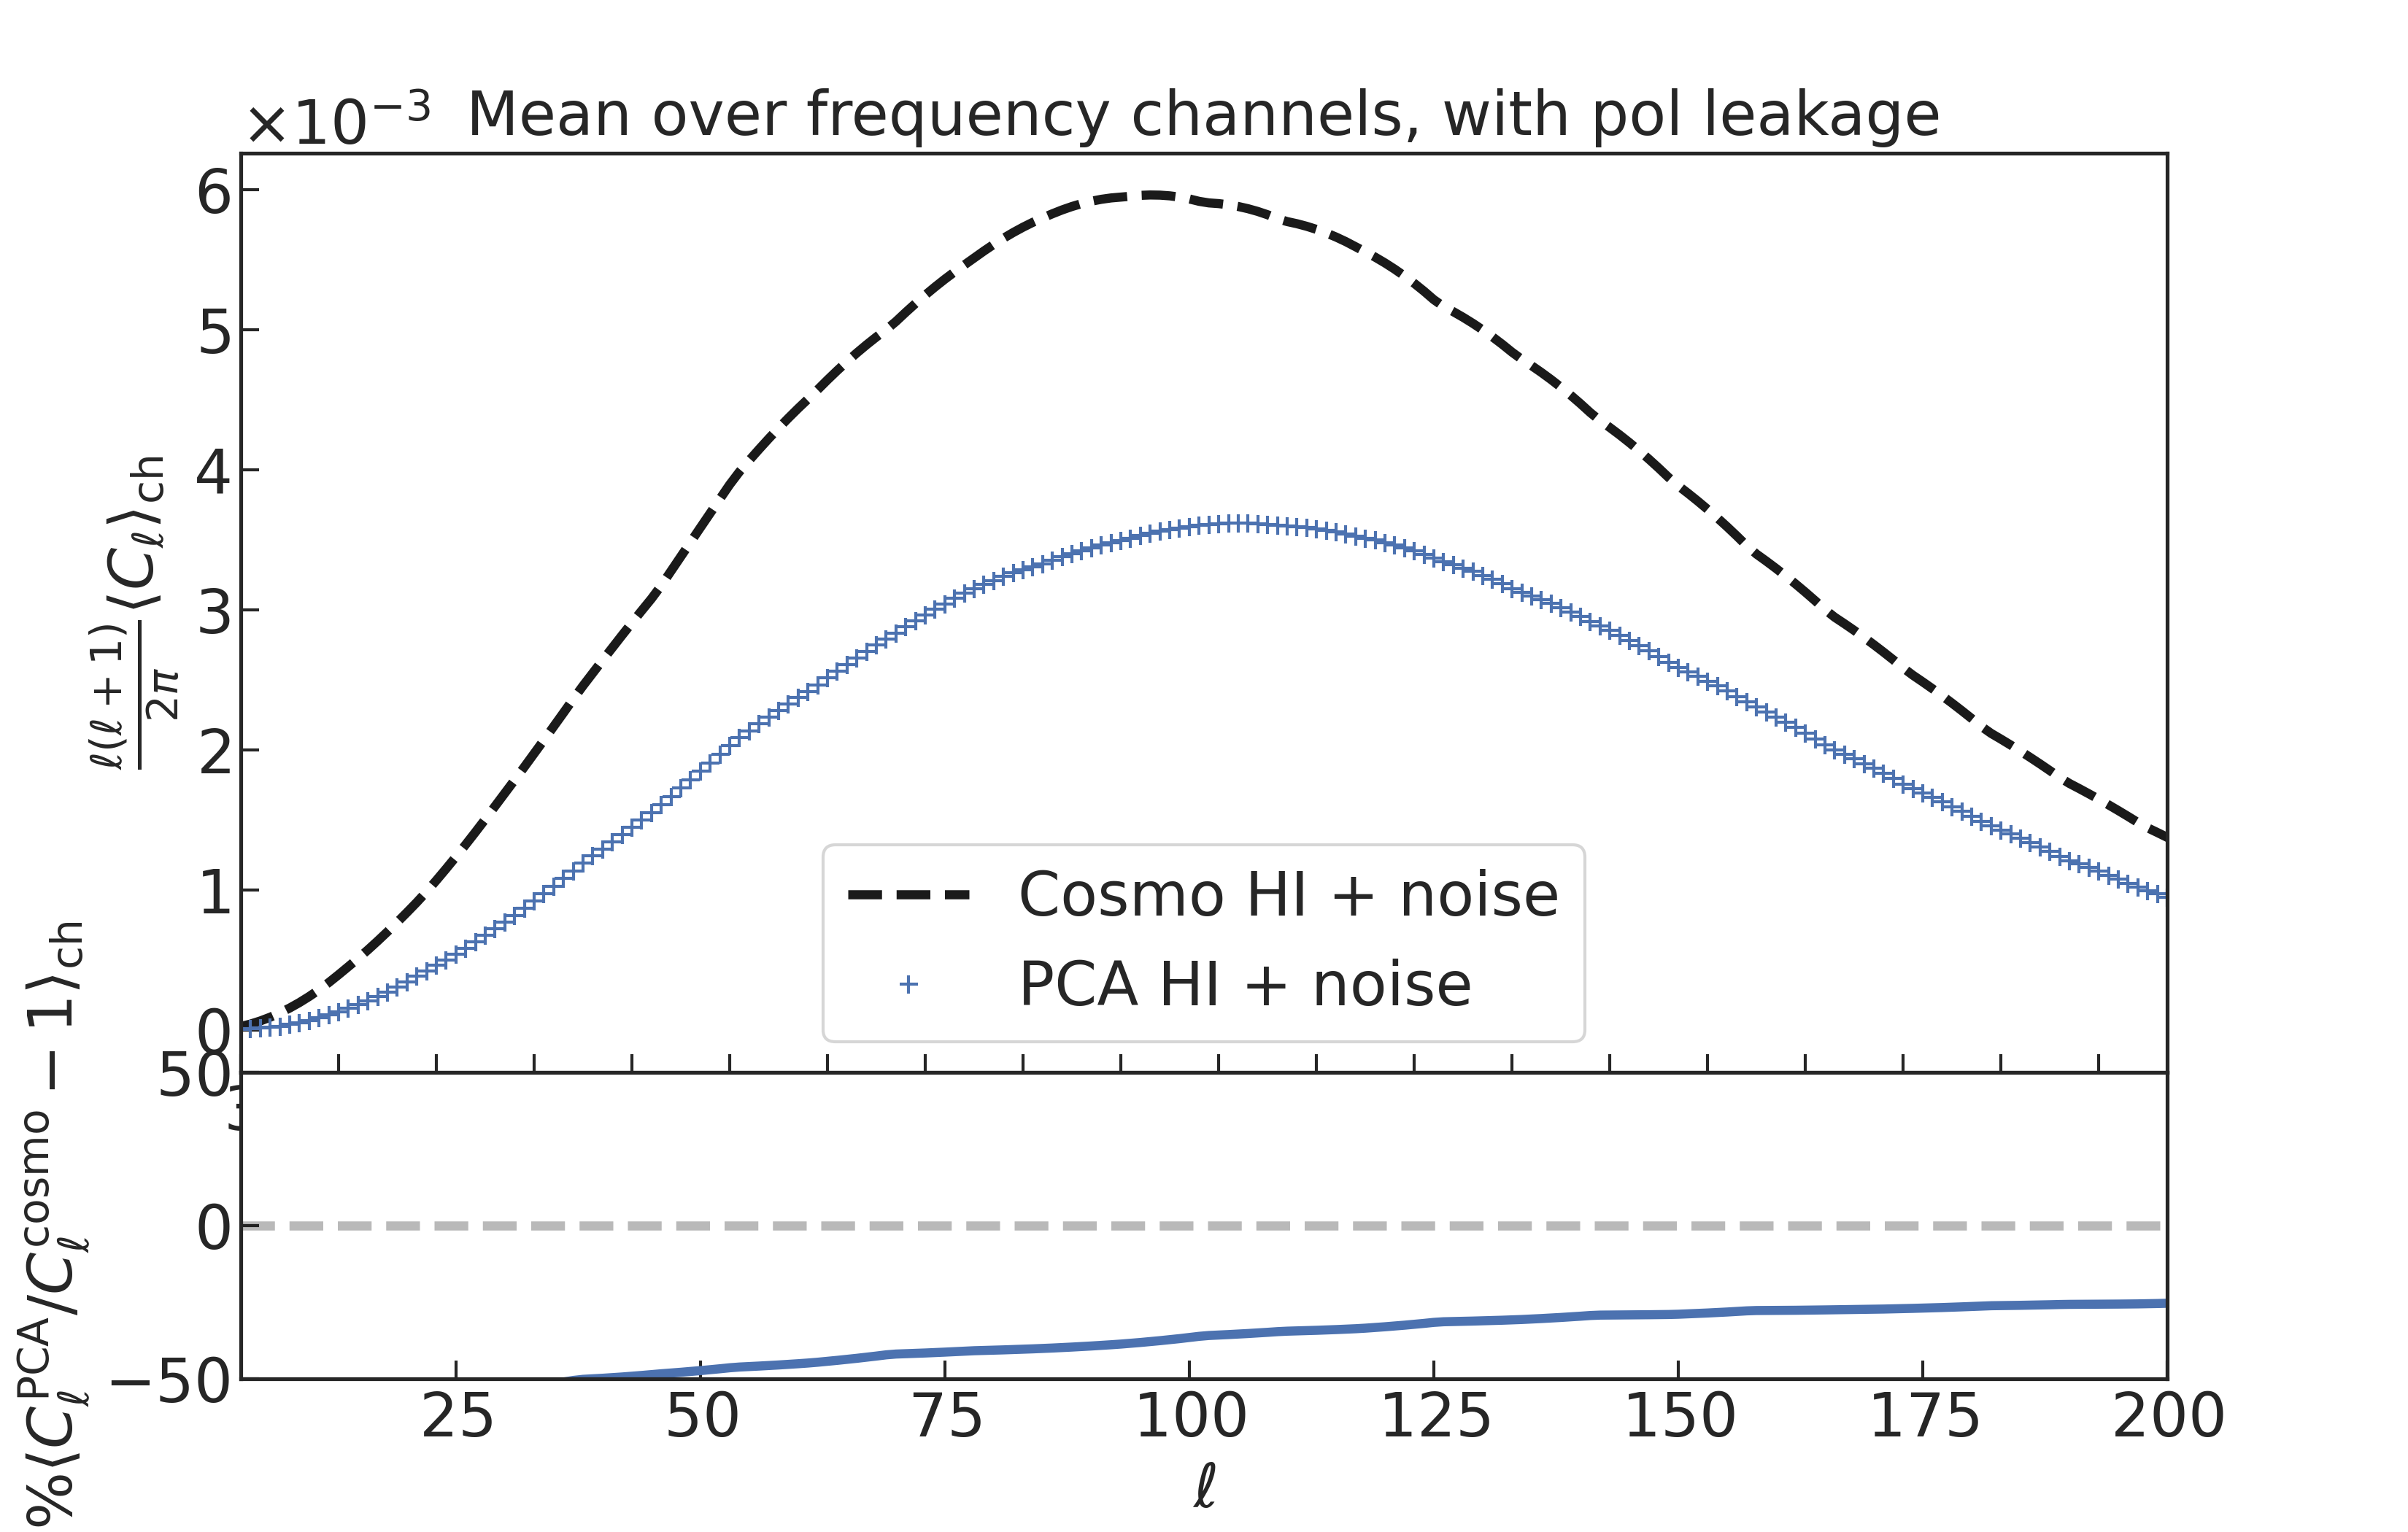 ×10⁻³ Mean over frequency channels, with pol leakage
6
5
4
3
2
1
0
ℓ(ℓ + 1)/2π ⟨Cℓ⟩ch
Cosmo HI + noise
PCA HI + noise
50
0
−50
%⟨Cℓ^PCA/Cℓ^cosmo − 1⟩ch
25 50 75 100 125 150 175 200
ℓ